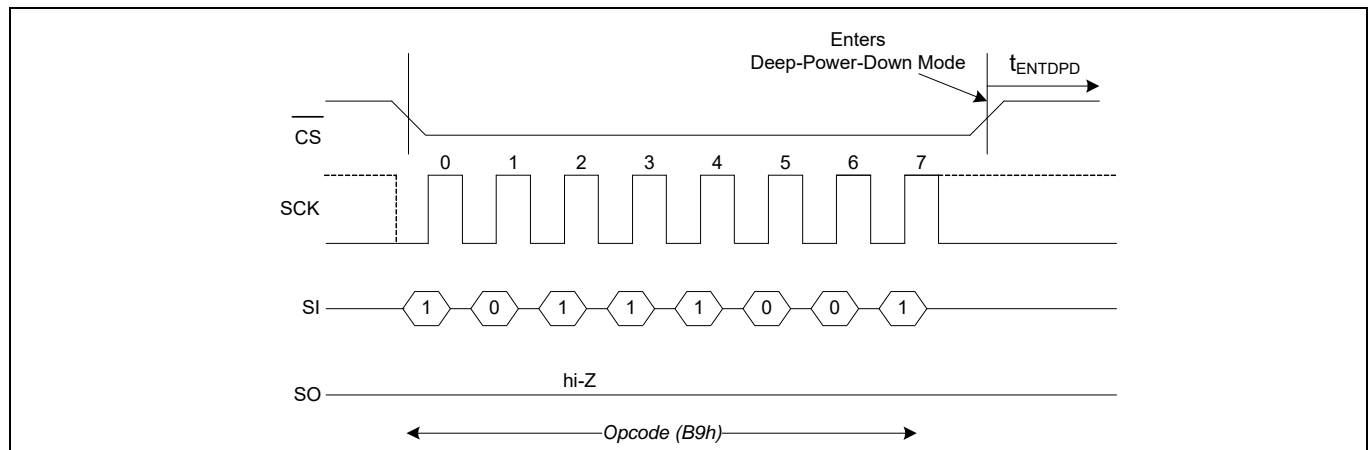 Enters
Deep-Power-Down Mode
tENTDPD
CS
0 1 2 3 4 5 6 7
SCK
SI 1 0 1 1 1 0 0 1
hi-Z
SO
Opcode (B9h)